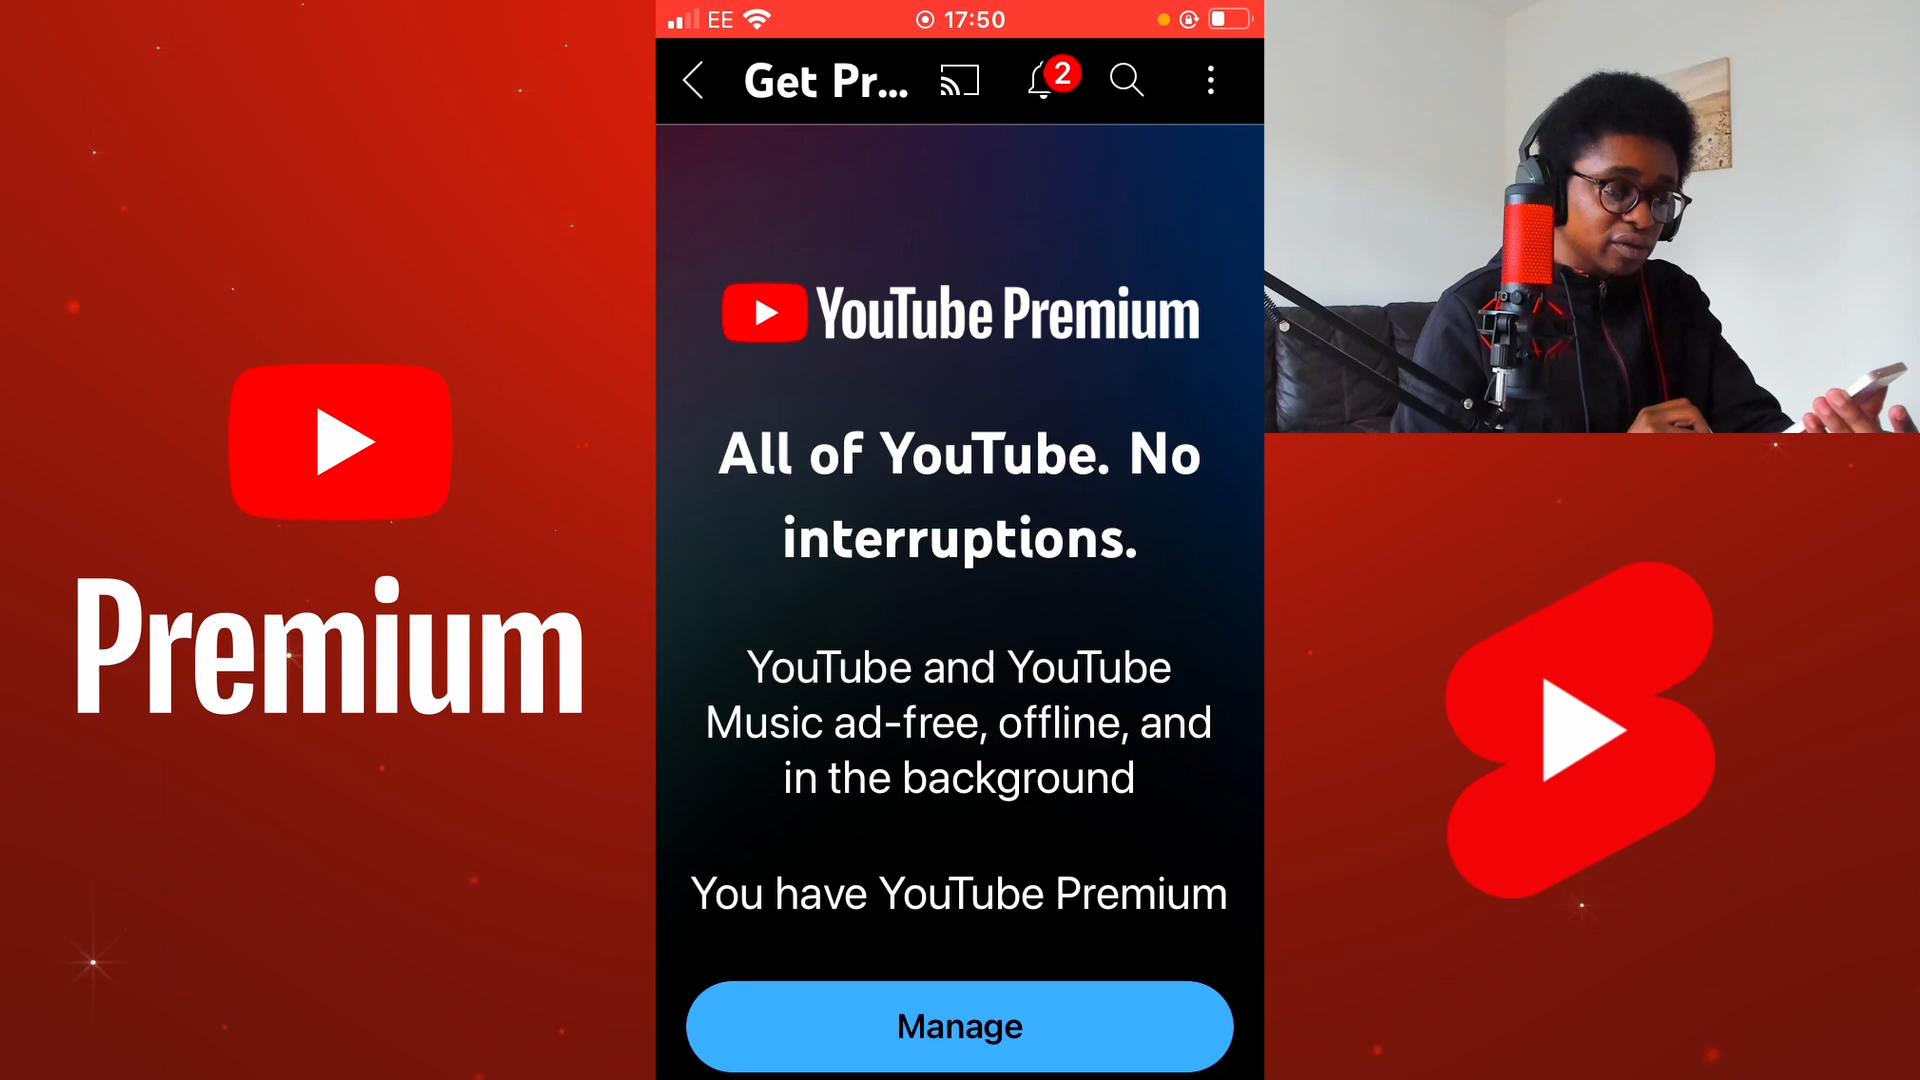 EE 17:50
Get Pr...
2
YouTube Premium
All of YouTube. No
interruptions.
YouTube and YouTube
Music ad-free, offline, and
in the background
You have YouTube Premium
Manage
Premium